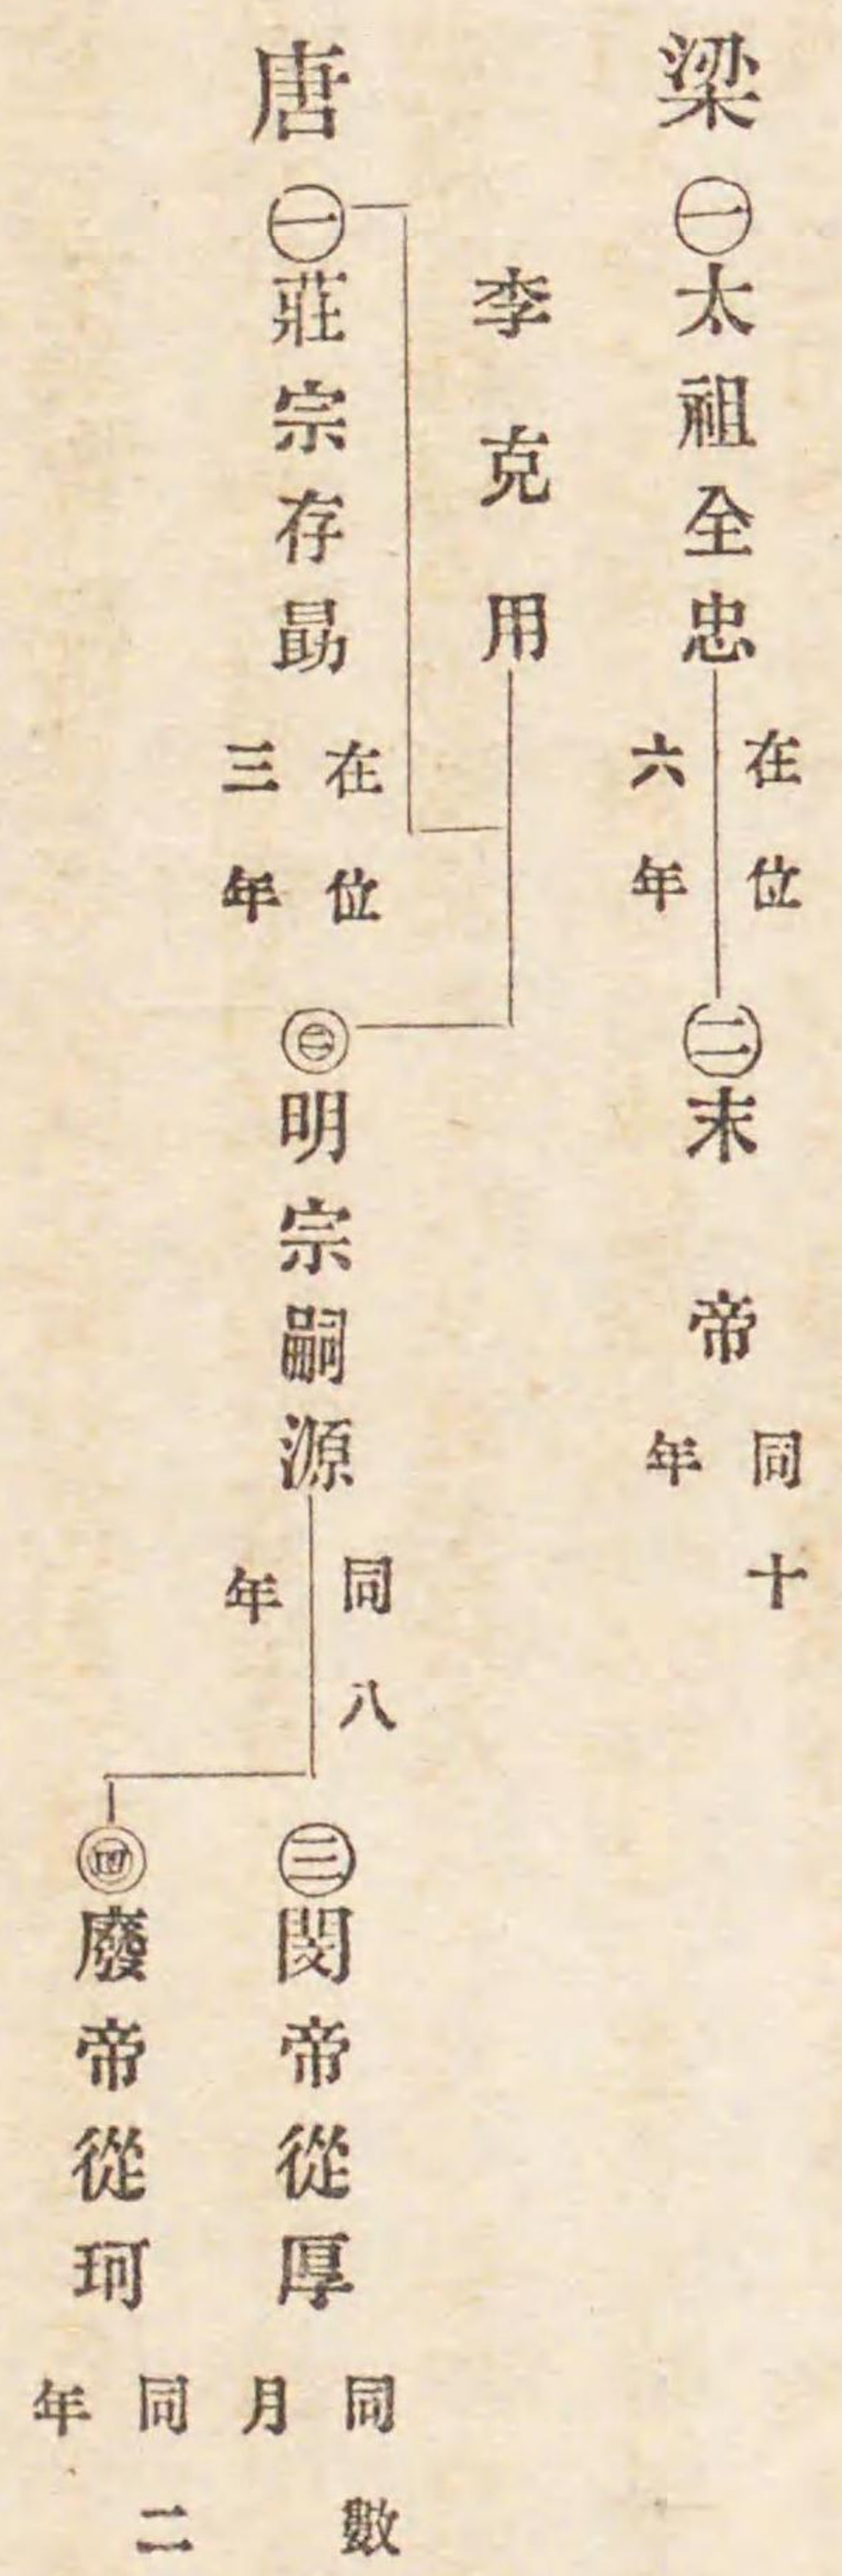 梁
㊀太祖全忠
在位
六年
㊁末帝
同十
年
李克用
唐
㊀莊宗存勗
在位
三年
㊁明宗嗣源
同八
年
㊂閔帝從厚
同數
月
㊃廢帝從珂
同二
年